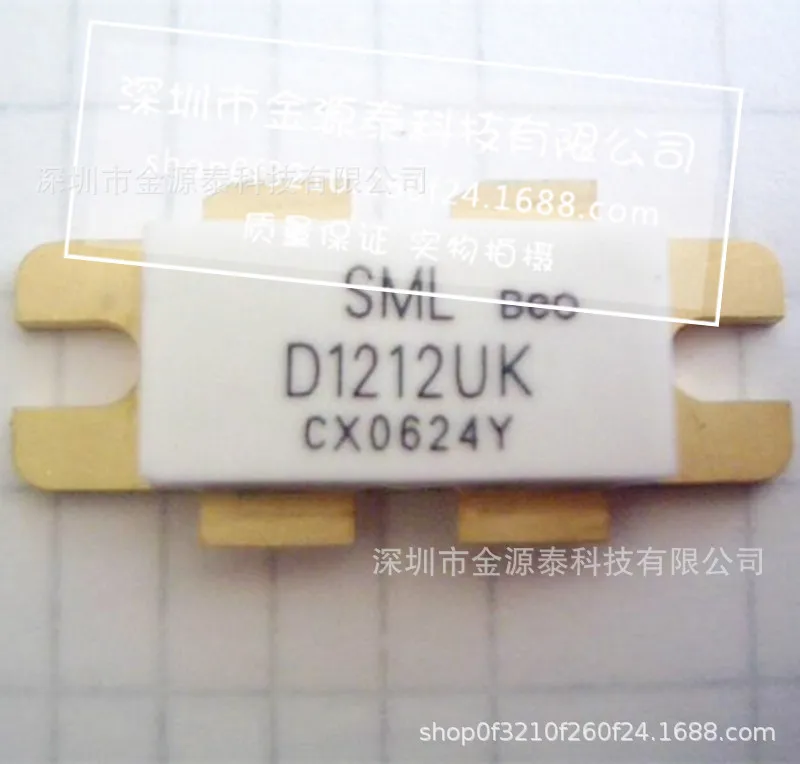 深圳市金源泰科技有限公司
shop0f3210f260f24.1688.com
深圳市金源泰科技有限公司
质量保证 实物拍摄
SML BeO
D1212UK
CX0624Y
深圳市金源泰科技有限公司
shop0f3210f260f24.1688.com